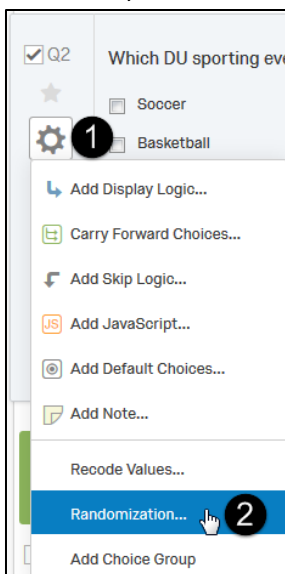 Q2
Which DU sporting eve
Soccer
1
Basketball
Add Display Logic...
Carry Forward Choices...
Add Skip Logic...
JS Add JavaScript...
Add Default Choices...
Add Note...
Recode Values...
Randomization... 2
Add Choice Group